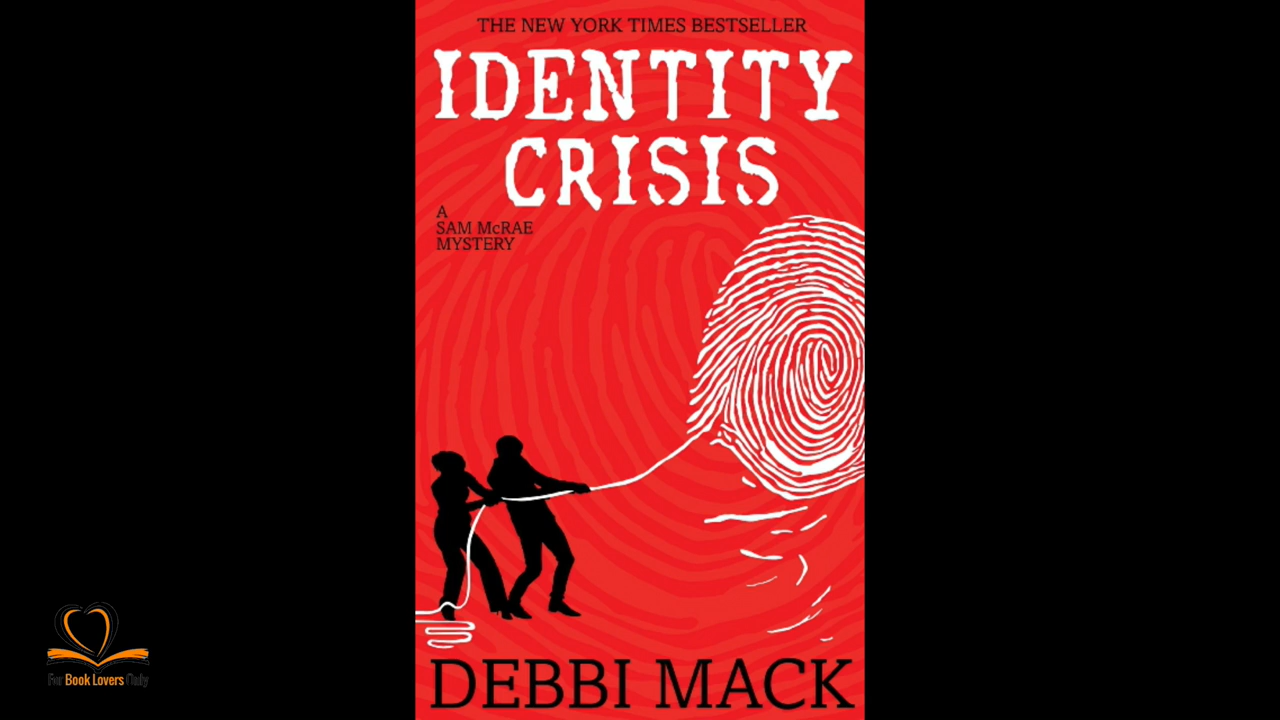 THE NEW YORK TIMES BESTSELLER
IDENTITY
CRISIS
A
SAM McRAE
MYSTERY
DEBBI MACK
For Book Lovers Only